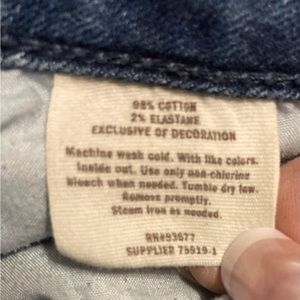 98% COTTON
2% ELASTANE
EXCLUSIVE OF DECORATION
Machine wash cold. With like colors.
Inside out. Use only non-chlorine
bleach when needed. Tumble dry low.
Remove promptly.
Steam iron as needed.
RN#93677
SUPPLIER 75919-1